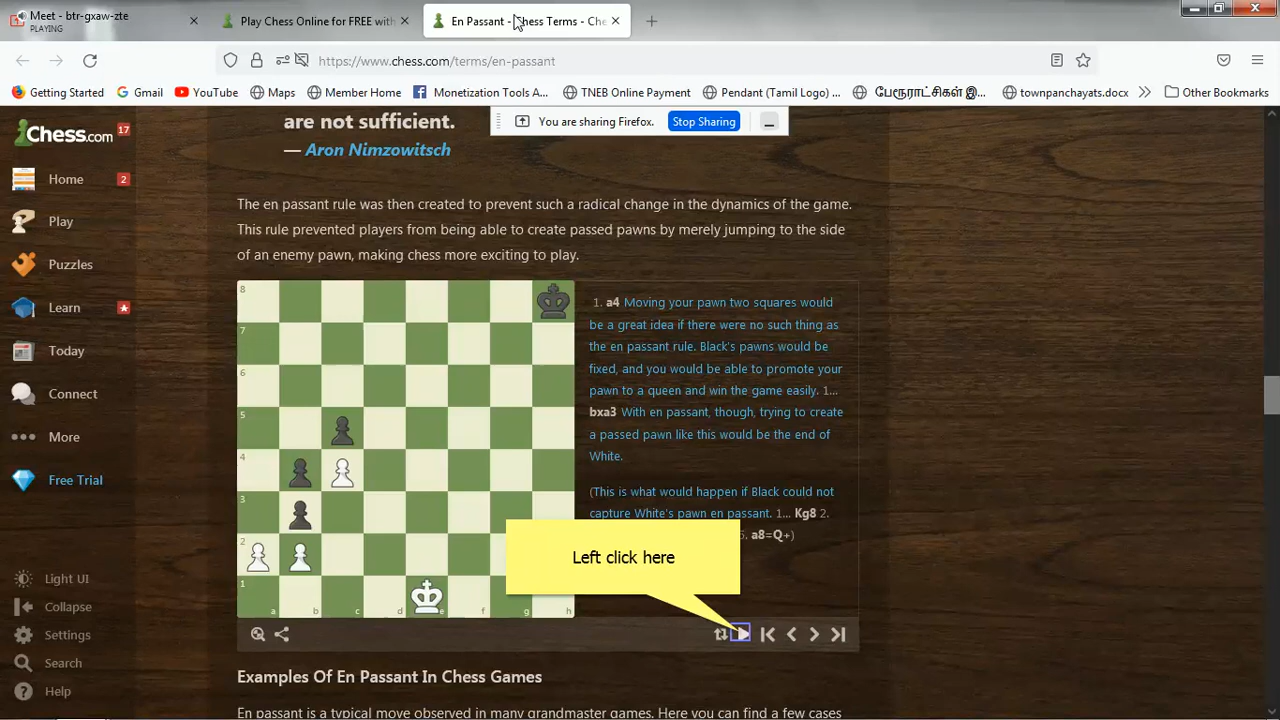 Meet - btr-gxaw-zte
PLAYING
Play Chess Online for FREE with
En Passant - Chess Terms - Che
https://www.chess.com/terms/en-passant
Getting Started
Gmail
YouTube
Maps
Member Home
Monetization Tools A...
TNEB Online Payment
Pendant (Tamil Logo) ...
பேரூராட்சிகள் இ...
townpanchayats.docx
Other Bookmarks
You are sharing Firefox.
Stop Sharing
Chess.com
17
Home
2
Play
Puzzles
Learn
Today
Connect
More
Free Trial
Light UI
Collapse
Settings
Search
Help
are not sufficient.
— Aron Nimzowitsch
The en passant rule was then created to prevent such a radical change in the dynamics of the game.
This rule prevented players from being able to create passed pawns by merely jumping to the side
of an enemy pawn, making chess more exciting to play.
8
7
6
5
4
3
2
1
a
b
c
d
e
f
g
h
1. a4 Moving your pawn two squares would
be a great idea if there were no such thing as
the en passant rule. Black's pawns would be
fixed, and you would be able to promote your
pawn to a queen and win the game easily. 1...
bxa3 With en passant, though, trying to create
a passed pawn like this would be the end of
White.
(This is what would happen if Black could not
capture White's pawn en passant. 1... Kg8 2.
a8=Q+)
Left click here
Examples Of En Passant In Chess Games
En passant is a typical move observed in many grandmaster games. Here you can find a few cases